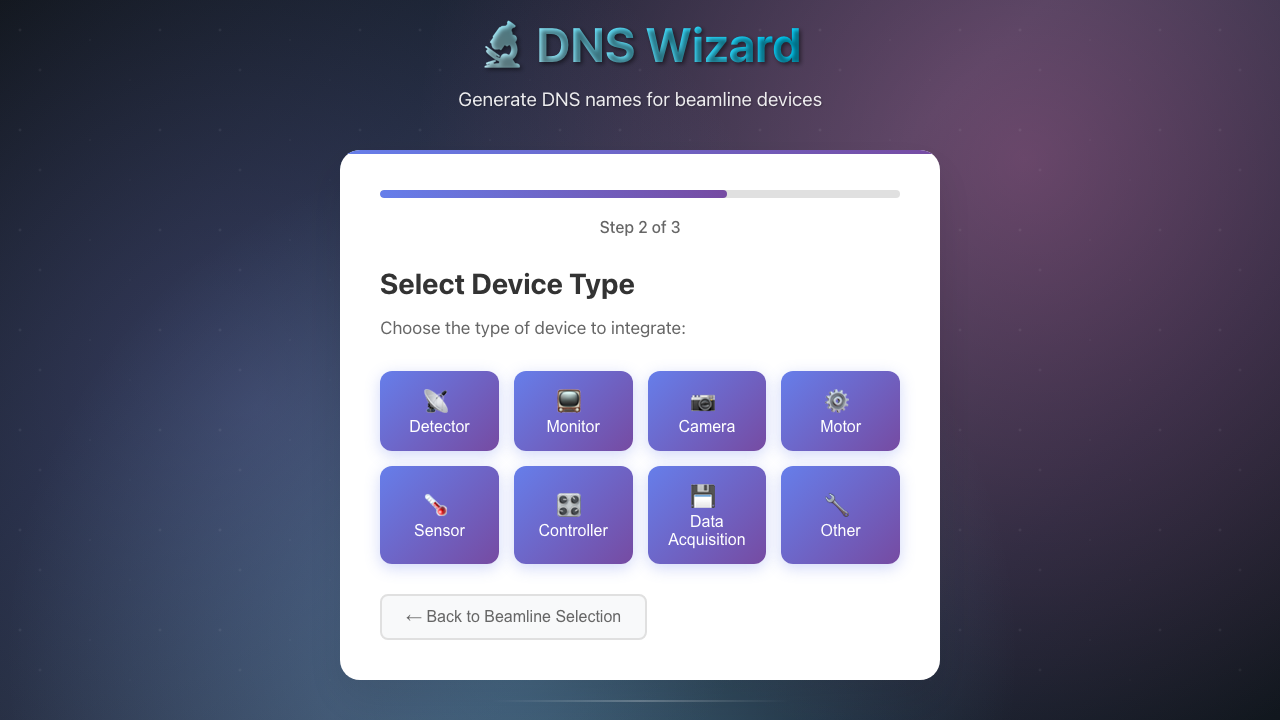 🔬 DNS Wizard
Generate DNS names for beamline devices
Step 2 of 3
Select Device Type
Choose the type of device to integrate:
Detector
Monitor
Camera
Motor
Sensor
Controller
Data
Acquisition
Other
← Back to Beamline Selection